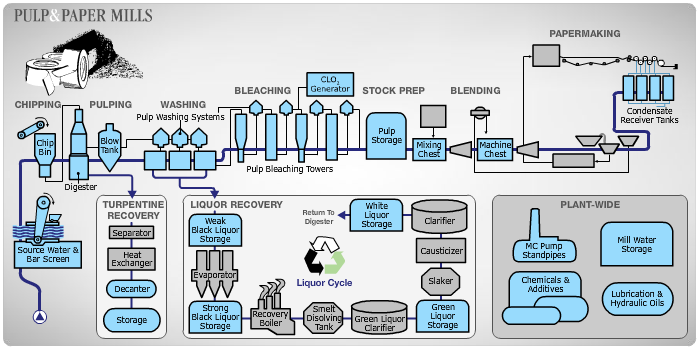 PULP & PAPER MILLS
PAPERMAKING
CHIPPING
PULPING
WASHING
BLEACHING
STOCK PREP
BLENDING
CLO2
Generator
Pulp Washing Systems
Chip
Bin
Digester
Blow
Tank
Pulp Bleaching Towers
Pulp
Storage
Mixing
Chest
Machine
Chest
Condensate
Receiver Tanks
Source Water &
Bar Screen
TURPENTINE
RECOVERY
Separator
Heat
Exchanger
Decanter
Storage
LIQUOR RECOVERY
Weak
Black Liquor
Storage
Evaporator
Strong
Black Liquor
Storage
Return To
Digester
White
Liquor
Storage
Clarifier
Causticizer
Slaker
Liquor Cycle
Recovery
Boiler
Smelt
Disolving
Tank
Green Liquor
Clarifier
Green
Liquor
Storage
PLANT-WIDE
MC Pump
Standpipes
Mill Water
Storage
Chemicals &
Additives
Lubrication &
Hydraulic Oils